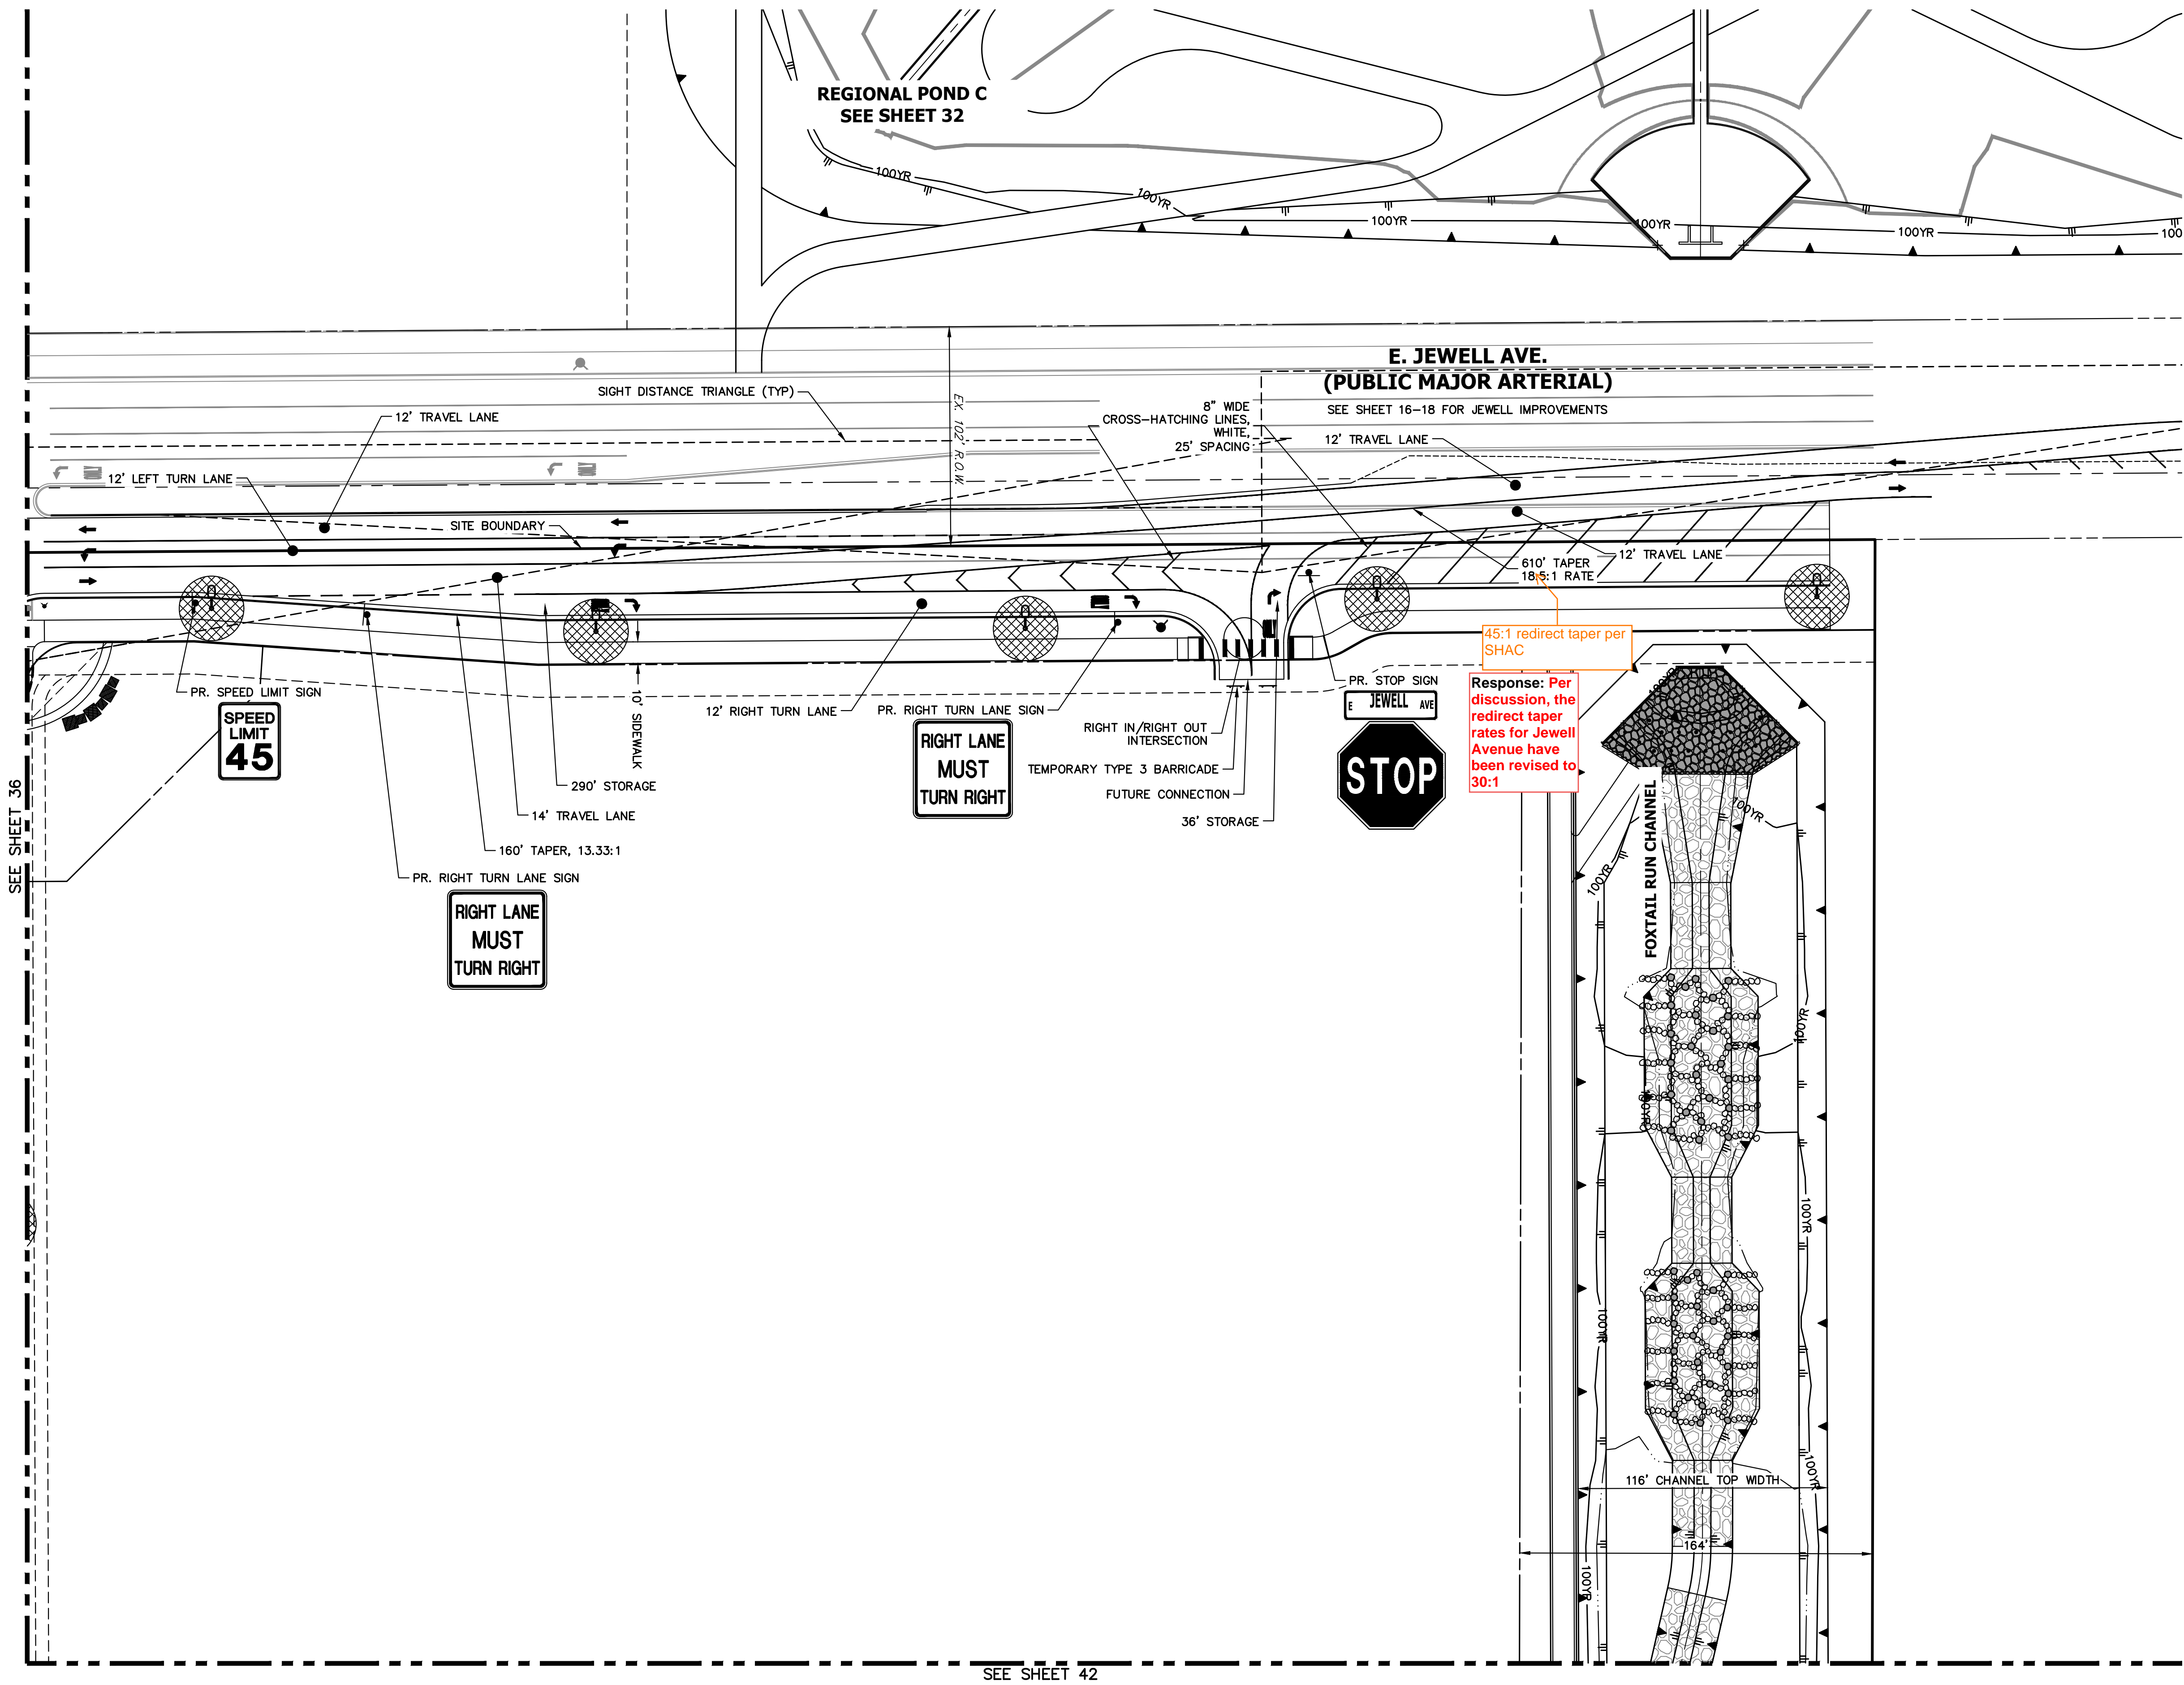 REGIONAL POND C
SEE SHEET 32
100YR
100YR
100YR
100YR
100YR
100
E. JEWELL AVE.
(PUBLIC MAJOR ARTERIAL)
SEE SHEET 16-18 FOR JEWELL IMPROVEMENTS
SIGHT DISTANCE TRIANGLE (TYP)
EX. 102' R.O.W.
8" WIDE
CROSS-HATCHING LINES,
WHITE,
25' SPACING
12' TRAVEL LANE
12' TRAVEL LANE
12' LEFT TURN LANE
SITE BOUNDARY
12' TRAVEL LANE
610' TAPER
18.5:1 RATE
45:1 redirect taper per
SHAC
Response: Per
discussion, the
redirect taper
rates for Jewell
Avenue have
been revised to
30:1
PR. SPEED LIMIT SIGN
SPEED
LIMIT
45
10' SIDEWALK
12' RIGHT TURN LANE
PR. RIGHT TURN LANE SIGN
RIGHT LANE
MUST
TURN RIGHT
RIGHT IN/RIGHT OUT
INTERSECTION
TEMPORARY TYPE 3 BARRICADE
FUTURE CONNECTION
36' STORAGE
PR. STOP SIGN
E JEWELL AVE
STOP
290' STORAGE
14' TRAVEL LANE
160' TAPER, 13.33:1
PR. RIGHT TURN LANE SIGN
RIGHT LANE
MUST
TURN RIGHT
SEE SHEET 36
FOXTAIL RUN CHANNEL
100YR
100YR
100YR
100YR
100YR
100YR
100YR
100YR
116' CHANNEL TOP WIDTH
164'
100YR
SEE SHEET 42